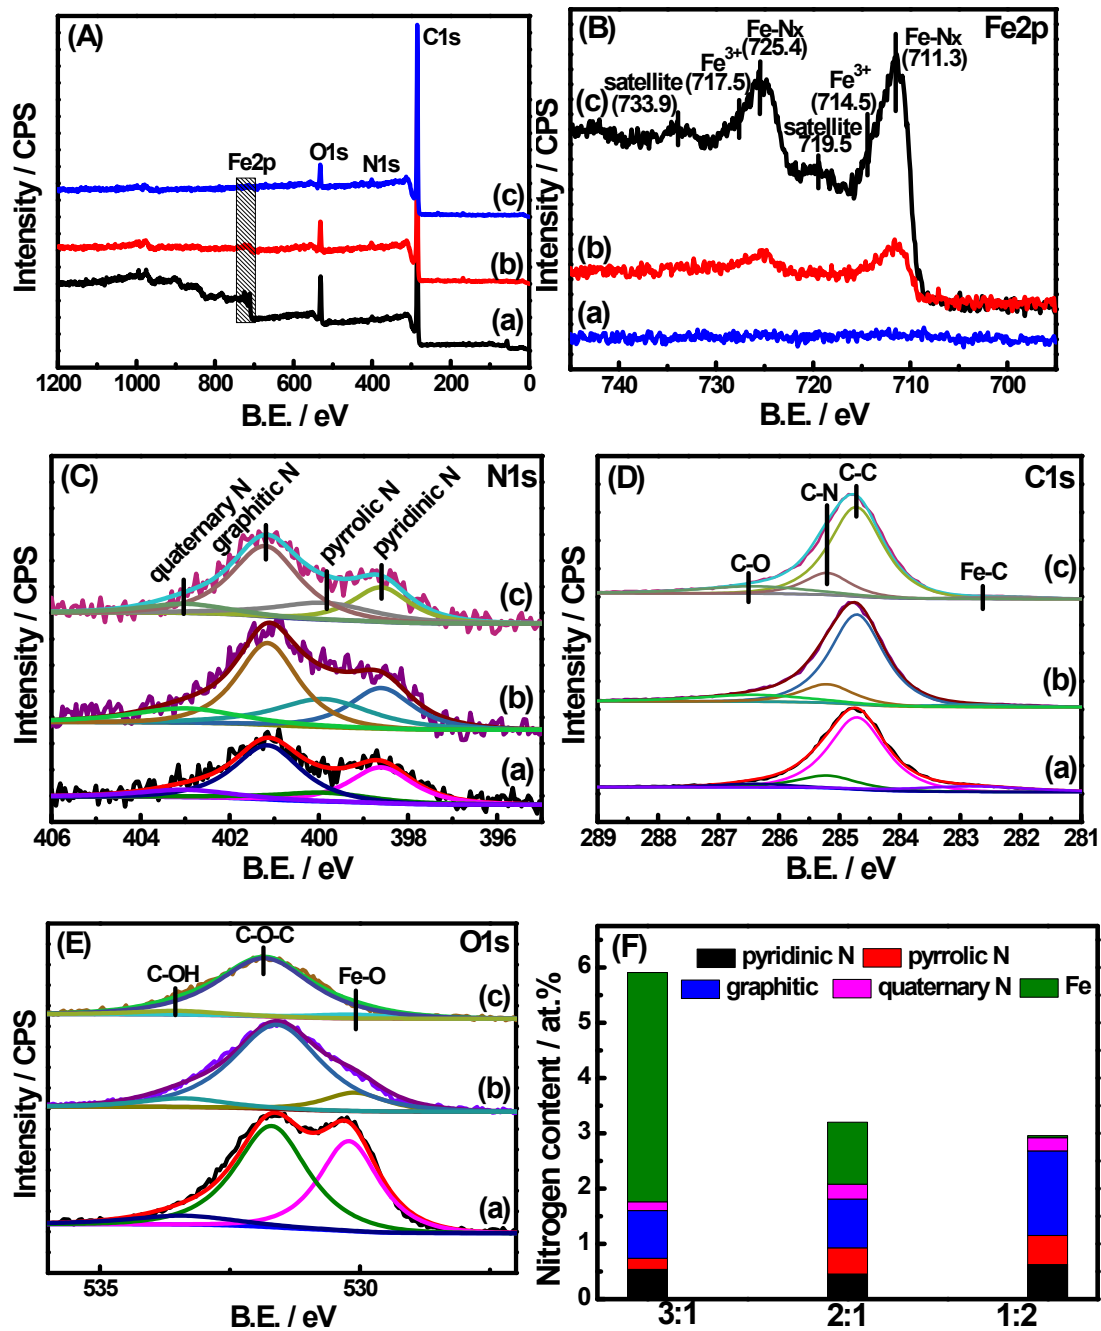 (A)
C1s
Fe2p
O1s
N1s
(c)
(b)
(a)
Intensity / CPS
1200 1000 800 600 400 200 0
B.E. / eV
(B)
Fe2p
Fe-Nx
(725.4)
Fe-Nx
(711.3)
Fe3+
(717.5)
Fe3+
(714.5)
satellite
(733.9)
satellite
719.5
(c)
(b)
(a)
Intensity / CPS
740 730 720 710 700
B.E. / eV
(C)
N1s
quaternary N
graphitic N
pyrrolic N
pyridinic N
(c)
(b)
(a)
Intensity / CPS
406 404 402 400 398 396
B.E. / eV
(D)
C1s
C-C
C-N
C-O
Fe-C
(c)
(b)
(a)
Intensity / CPS
289 288 287 286 285 284 283 282 281
B.E. / eV
(E)
O1s
C-O-C
C-OH
Fe-O
(c)
(b)
(a)
Intensity / CPS
535 530
B.E. / eV
(F)
pyridinic N pyrrolic N
graphitic quaternary N Fe
Nitrogen content / at.%
6
5
4
3
2
1
0
3:1 2:1 1:2